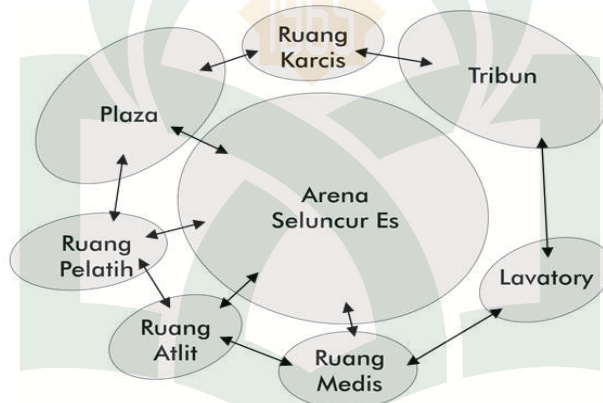 Ruang
Karcis
Tribun
Plaza
Arena
Seluncur Es
Ruang
Pelatih
Lavatory
Ruang
Atlit
Ruang
Medis